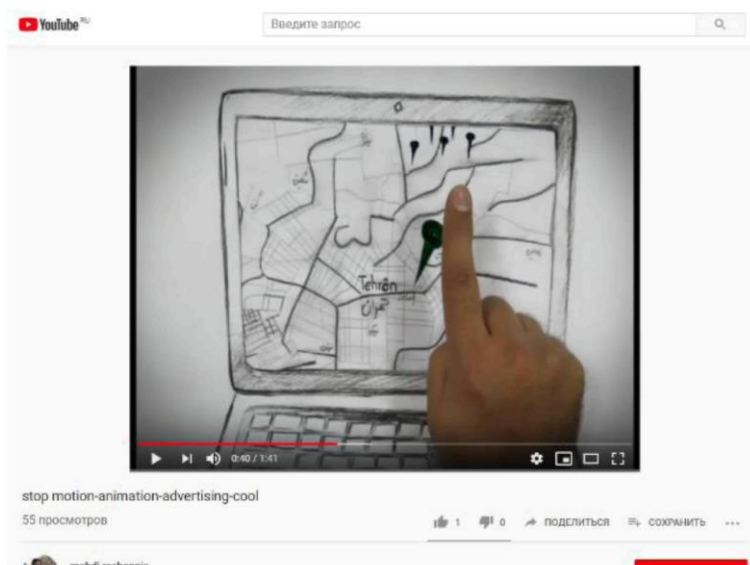 YouTube RU
Введите запрос
Tehran
تهران
0:40 / 1:41
stop motion-animation-advertising-cool
55 просмотров
1 0 ПОДЕЛИТЬСЯ СОХРАНИТЬ